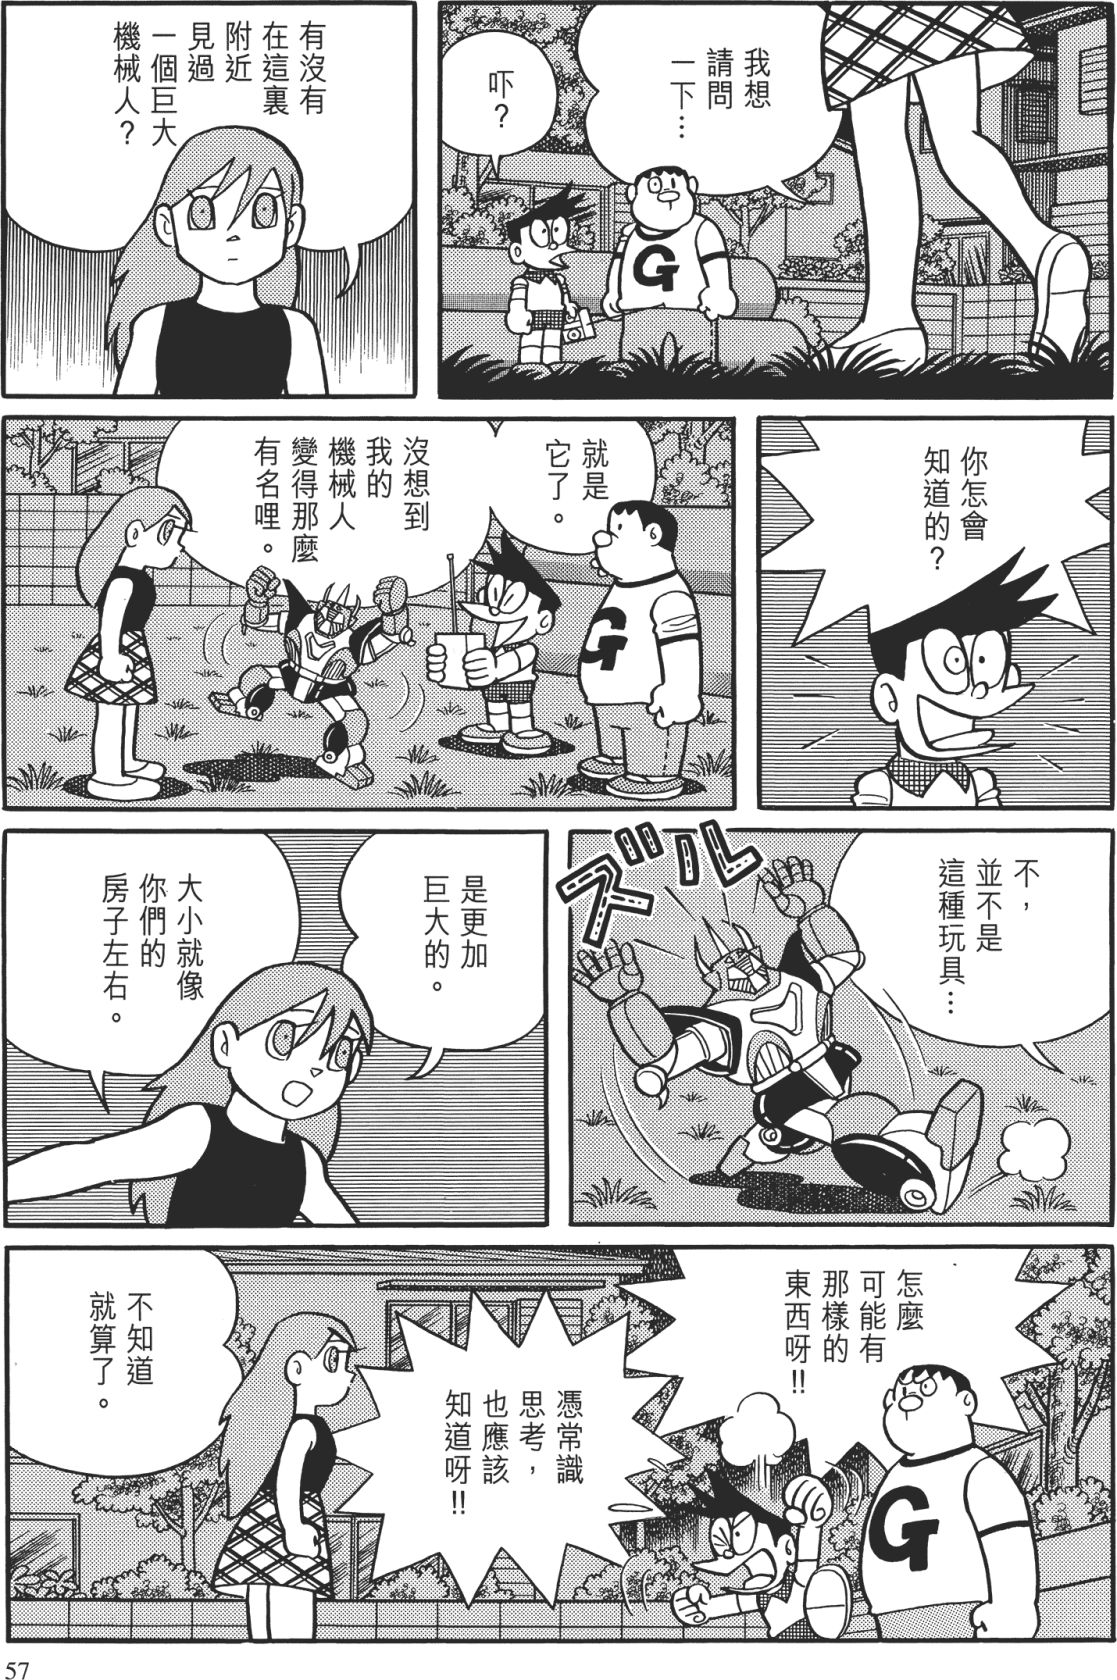 我想
請問
一下⋯
吓？
有沒有
在這裏
附近
見過
一個巨大
機械人？
你怎會
知道的？
就是
它了。
沒想到
我的
機械人
變得那麼
有名哩。
G
G
不，
並不是
這種玩具⋯
ズルル
是更加
巨大的。
大小就像
你們的
房子左右。
怎麼
可能有
那樣的
東西呀!!
憑常識
思考，
也應該
知道呀!!
不知道
就算了。
G
57